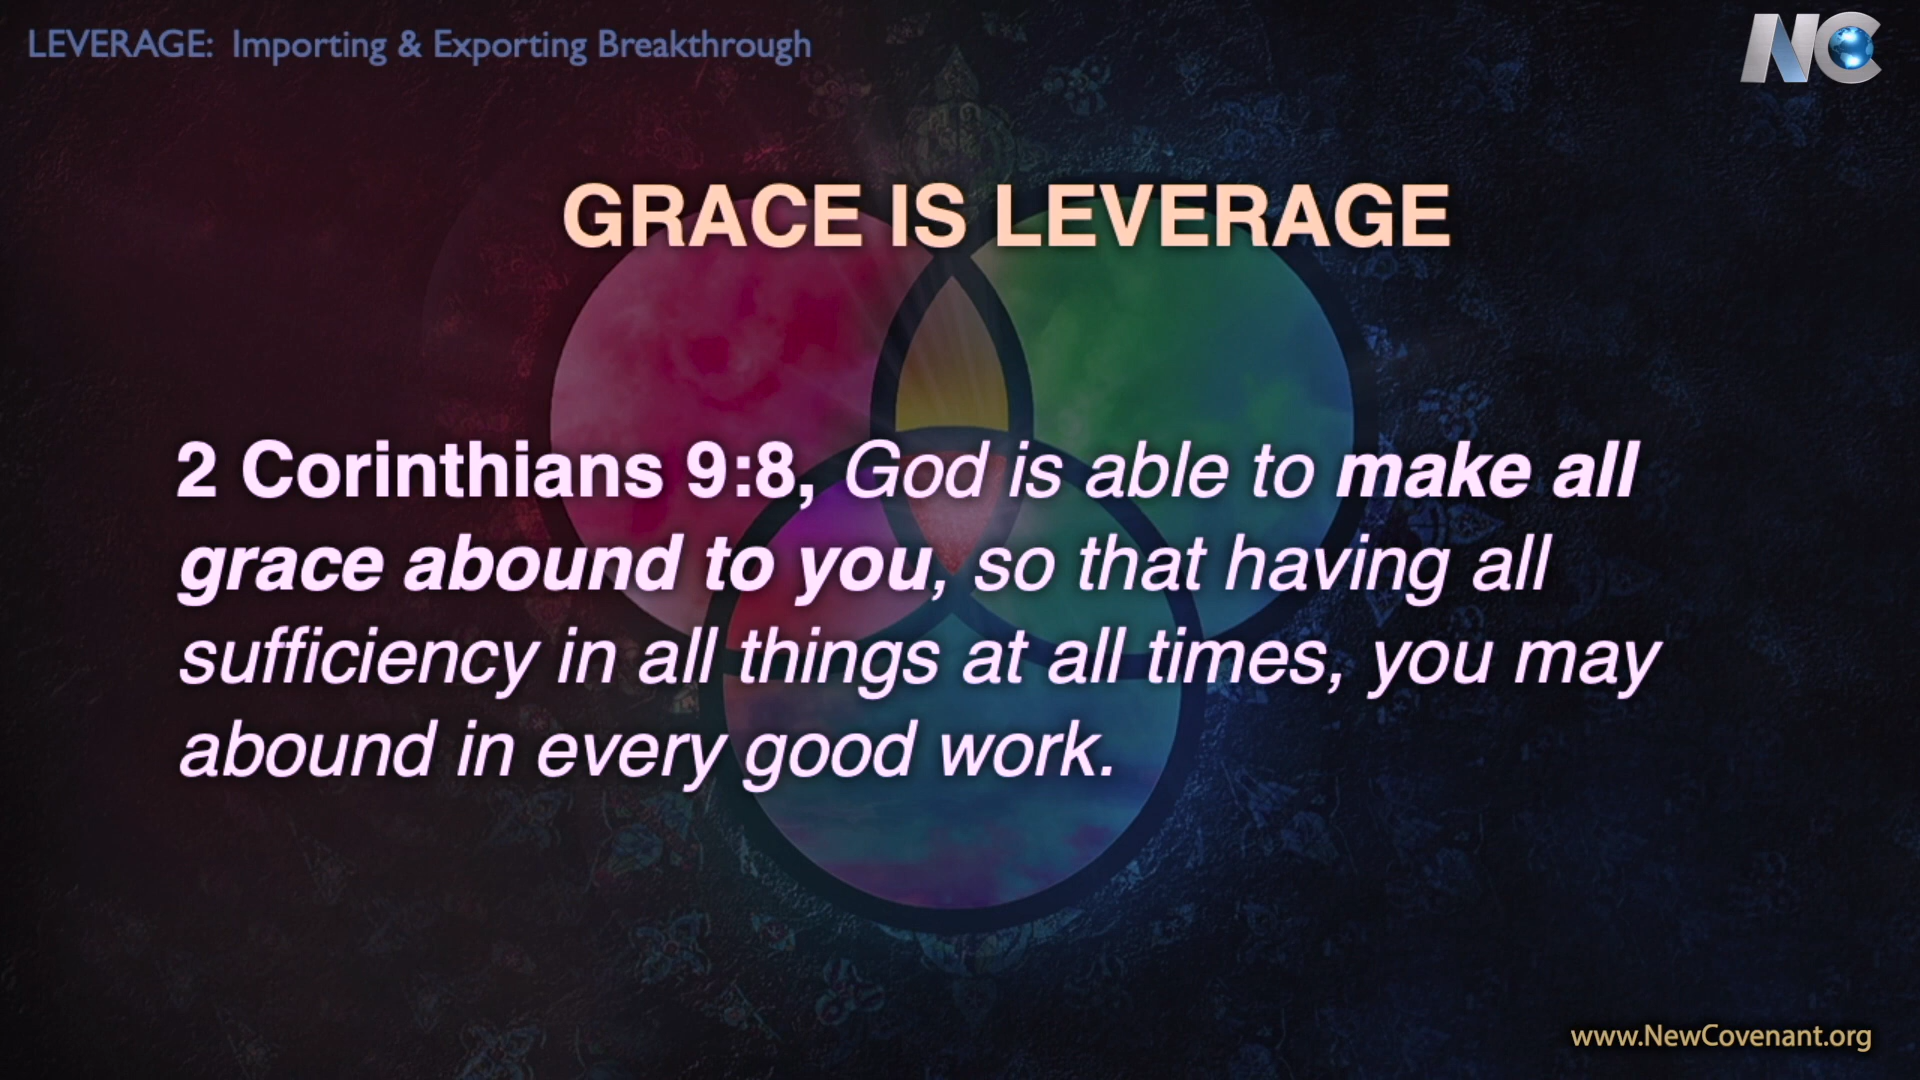 LEVERAGE: Importing & Exporting Breakthrough
NC
GRACE IS LEVERAGE
2 Corinthians 9:8, God is able to make all
grace abound to you, so that having all
sufficiency in all things at all times, you may
abound in every good work.
www.NewCovenant.org